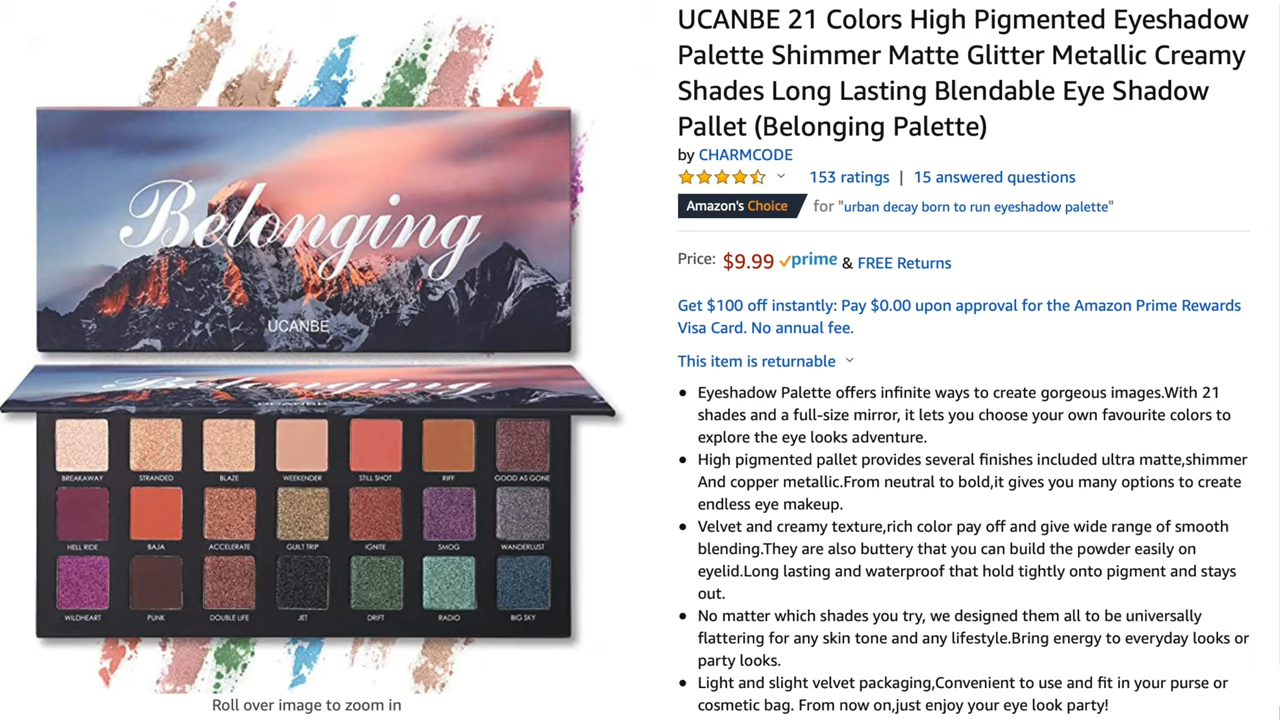 Belonging
UCANBE
Belonging
BREAKAWAY STRANDED BLAZE WEEKENDER STILL SHOT RIFF GOOD AS GONE
HELL RIDE BAJA ACCELERATE GUILT TRIP IGNITE SMOG WANDERLUST
WILDHEART PUNK DOUBLE LIFE JET DRIFT RADIO BIG SKY
Roll over image to zoom in
UCANBE 21 Colors High Pigmented Eyeshadow
Palette Shimmer Matte Glitter Metallic Creamy
Shades Long Lasting Blendable Eye Shadow
Pallet (Belonging Palette)
by CHARMCODE
153 ratings | 15 answered questions
Amazon's Choice for "urban decay born to run eyeshadow palette"
Price: $9.99 prime & FREE Returns
Get $100 off instantly: Pay $0.00 upon approval for the Amazon Prime Rewards
Visa Card. No annual fee.
This item is returnable
• Eyeshadow Palette offers infinite ways to create gorgeous images.With 21
shades and a full-size mirror, it lets you choose your own favourite colors to
explore the eye looks adventure.
• High pigmented pallet provides several finishes included ultra matte,shimmer
And copper metallic.From neutral to bold,it gives you many options to create
endless eye makeup.
• Velvet and creamy texture,rich color pay off and give wide range of smooth
blending.They are also buttery that you can build the powder easily on
eyelid.Long lasting and waterproof that hold tightly onto pigment and stays
out.
• No matter which shades you try, we designed them all to be universally
flattering for any skin tone and any lifestyle.Bring energy to everyday looks or
party looks.
• Light and slight velvet packaging,Convenient to use and fit in your purse or
cosmetic bag. From now on,just enjoy your eye look party!